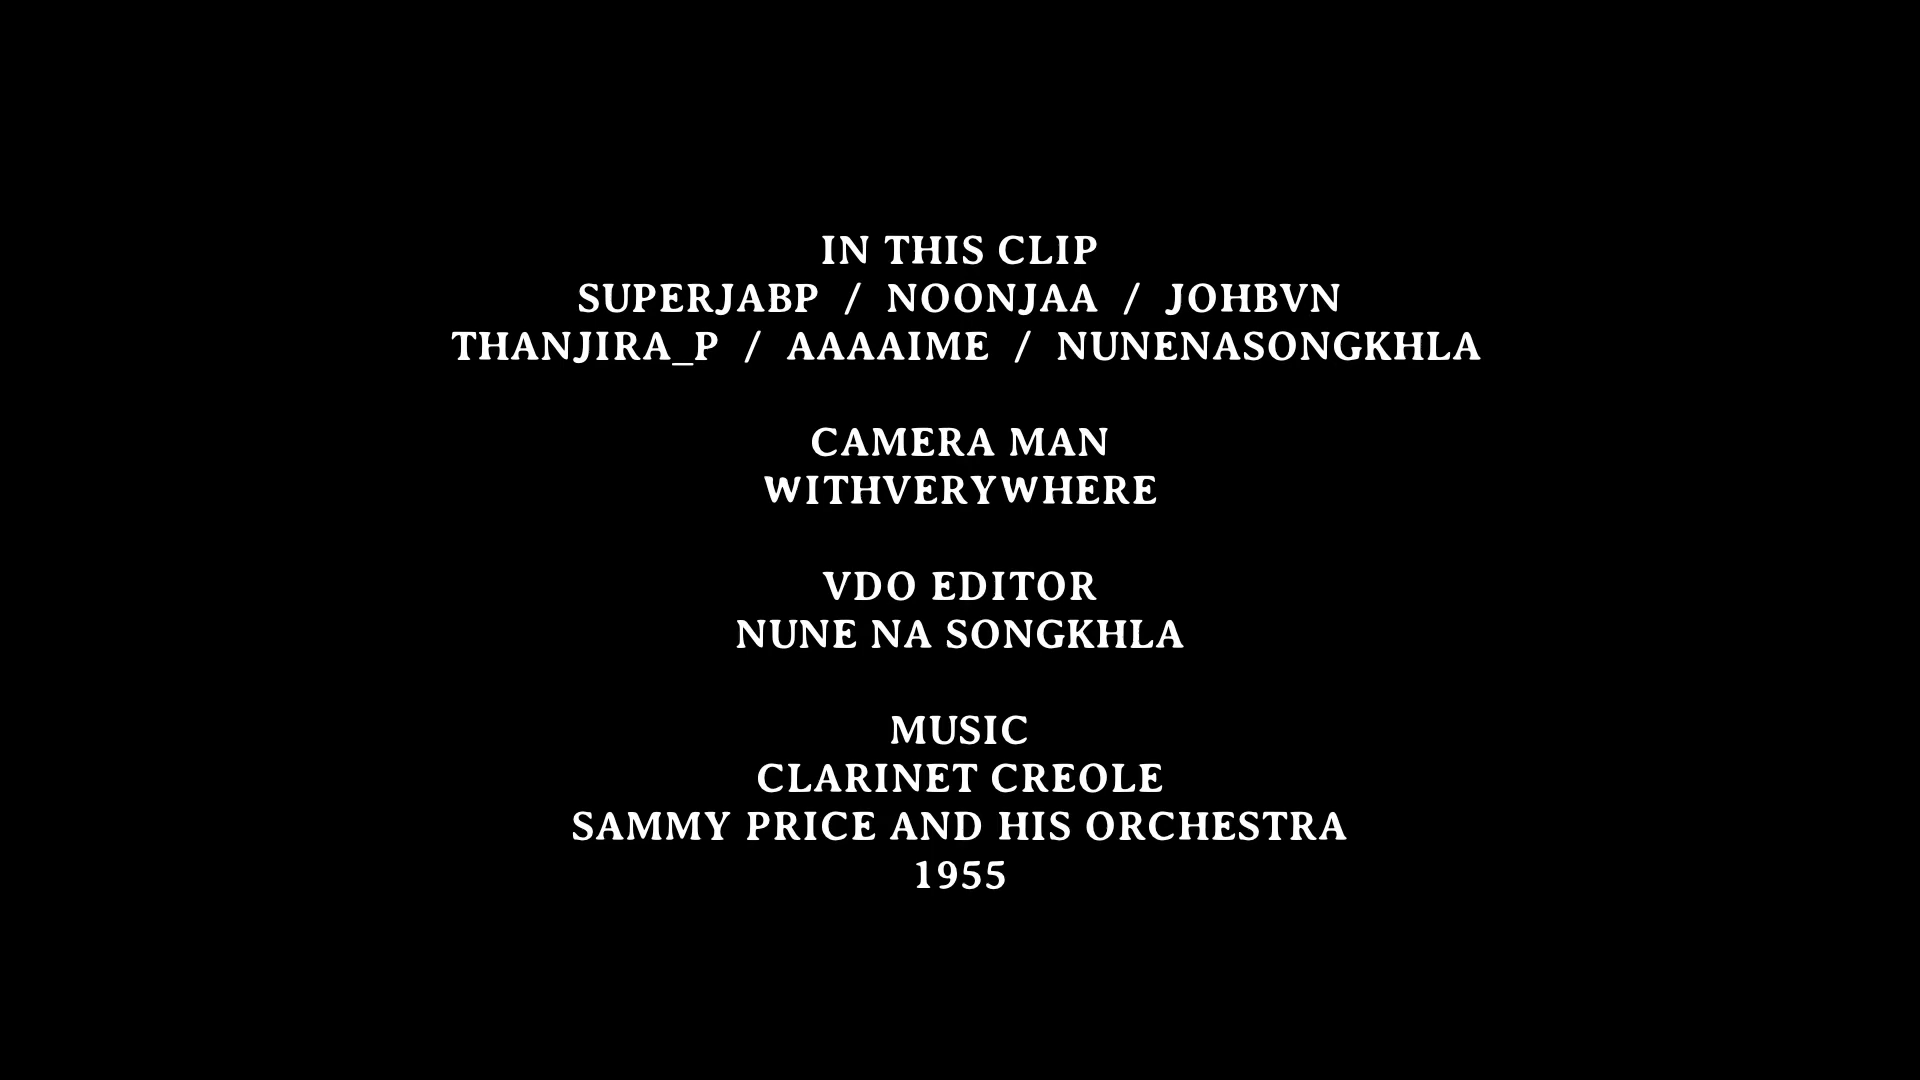 IN THIS CLIP
SUPERJABP / NOONJAA / JOHBVN
THANJIRA_P / AAAAIME / NUNENASONGKHLA
CAMERA MAN
WITHVERYWHERE
VDO EDITOR
NUNE NA SONGKHLA
MUSIC
CLARINET CREOLE
SAMMY PRICE AND HIS ORCHESTRA
1955